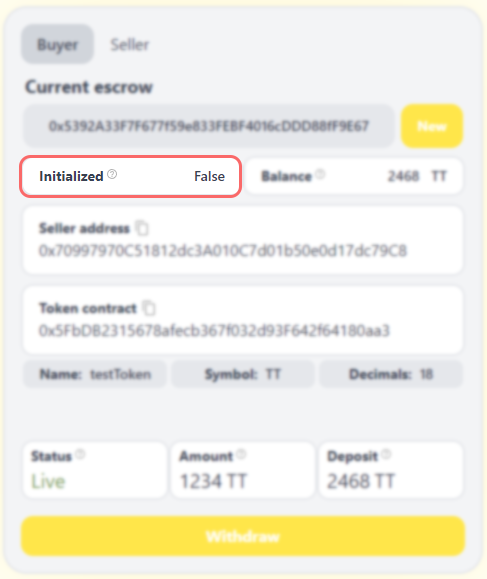 Buyer Seller
Current escrow
0x5392A33F7F677f59e833FEBF4016cDDD88fF9E67 New
Initialized False Balance 2468 TT
Seller address
0x70997970C51812dc3A010C7d01b50e0d17dc79C8
Token contract
0x5FbDB2315678afecb367f032d93F642f64180aa3
Name: testToken Symbol: TT Decimals: 18
Status Amount Deposit
Live 1234 TT 2468 TT
Withdraw